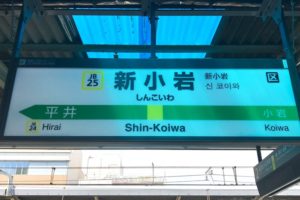 JB
25
新小岩
しんこいわ
新小岩
신코이와
区
平井
小岩
JB
24
Hirai
Shin-Koiwa
Koiwa